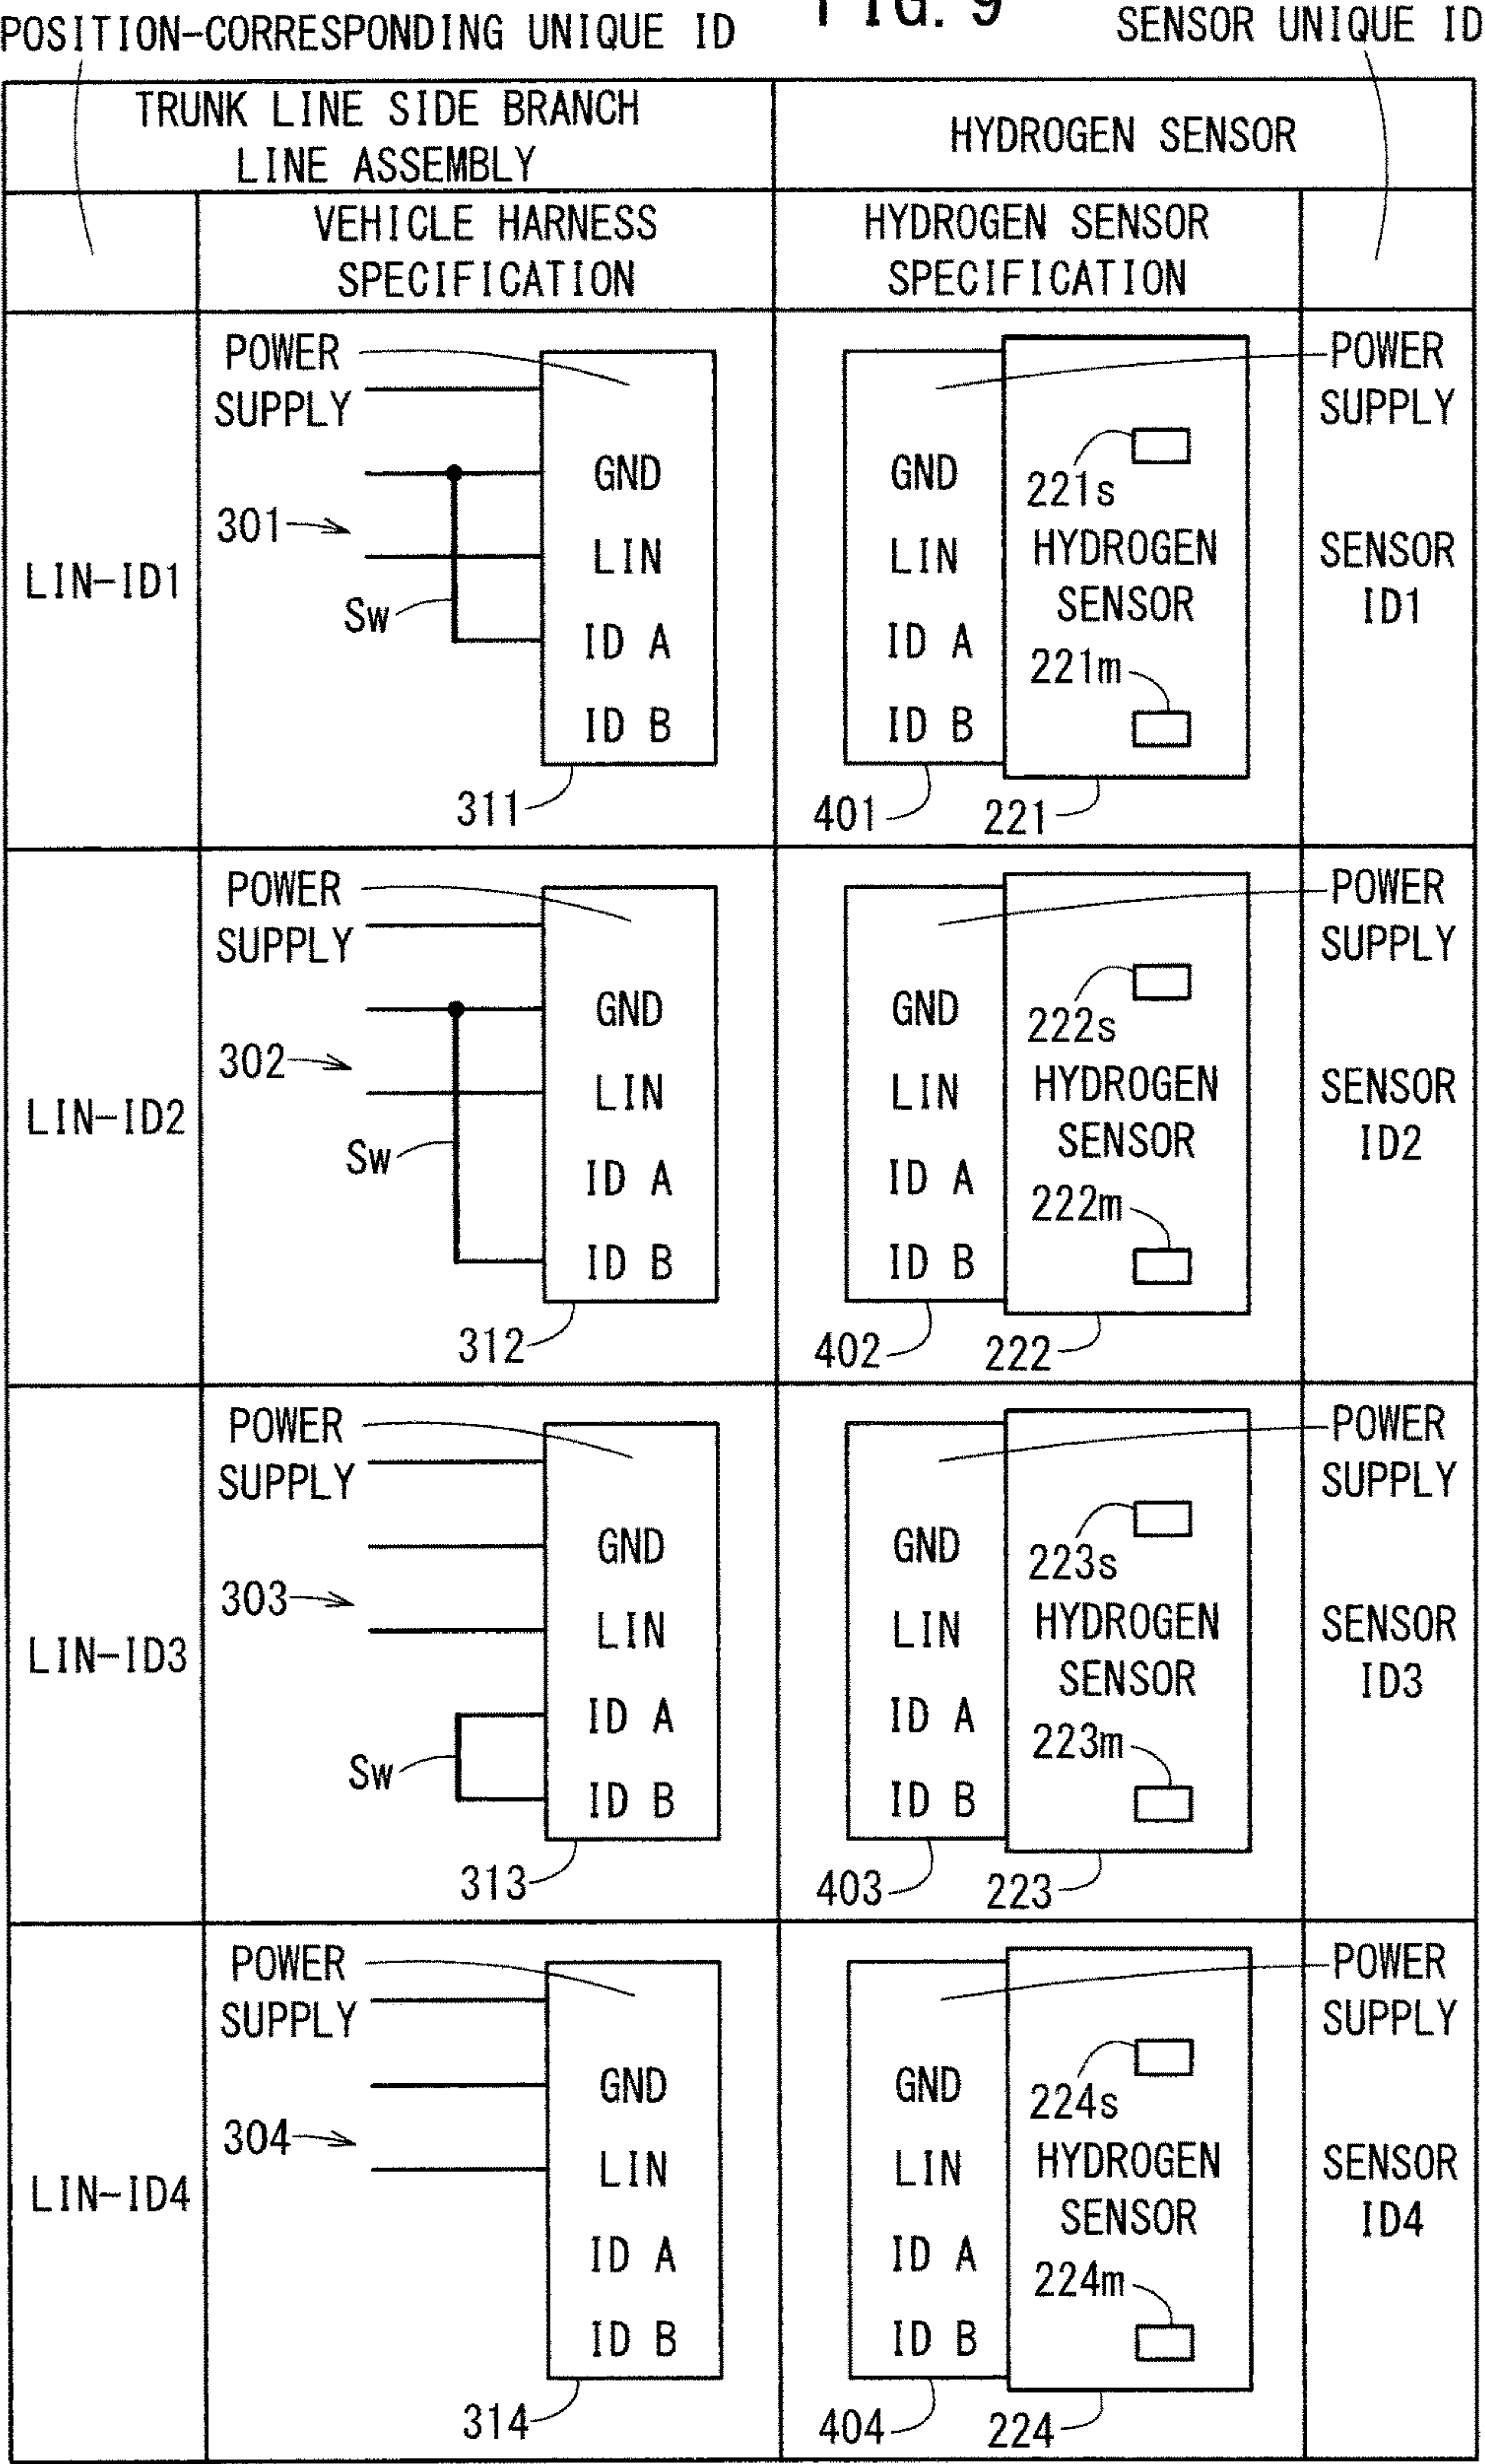 FIG. 9
POSITION-CORRESPONDING UNIQUE ID
SENSOR UNIQUE ID
TRUNK LINE SIDE BRANCH
LINE ASSEMBLY
HYDROGEN SENSOR
VEHICLE HARNESS
SPECIFICATION
HYDROGEN SENSOR
SPECIFICATION
LIN-ID1
POWER
SUPPLY
301
Sw
GND
LIN
ID A
ID B
311
GND
LIN
ID A
ID B
401
221s
HYDROGEN
SENSOR
221m
221
POWER
SUPPLY
SENSOR
ID1
LIN-ID2
POWER
SUPPLY
302
Sw
GND
LIN
ID A
ID B
312
GND
LIN
ID A
ID B
402
222s
HYDROGEN
SENSOR
222m
222
POWER
SUPPLY
SENSOR
ID2
LIN-ID3
POWER
SUPPLY
303
Sw
GND
LIN
ID A
ID B
313
GND
LIN
ID A
ID B
403
223s
HYDROGEN
SENSOR
223m
223
POWER
SUPPLY
SENSOR
ID3
LIN-ID4
POWER
SUPPLY
304
GND
LIN
ID A
ID B
314
GND
LIN
ID A
ID B
404
224s
HYDROGEN
SENSOR
224m
224
POWER
SUPPLY
SENSOR
ID4